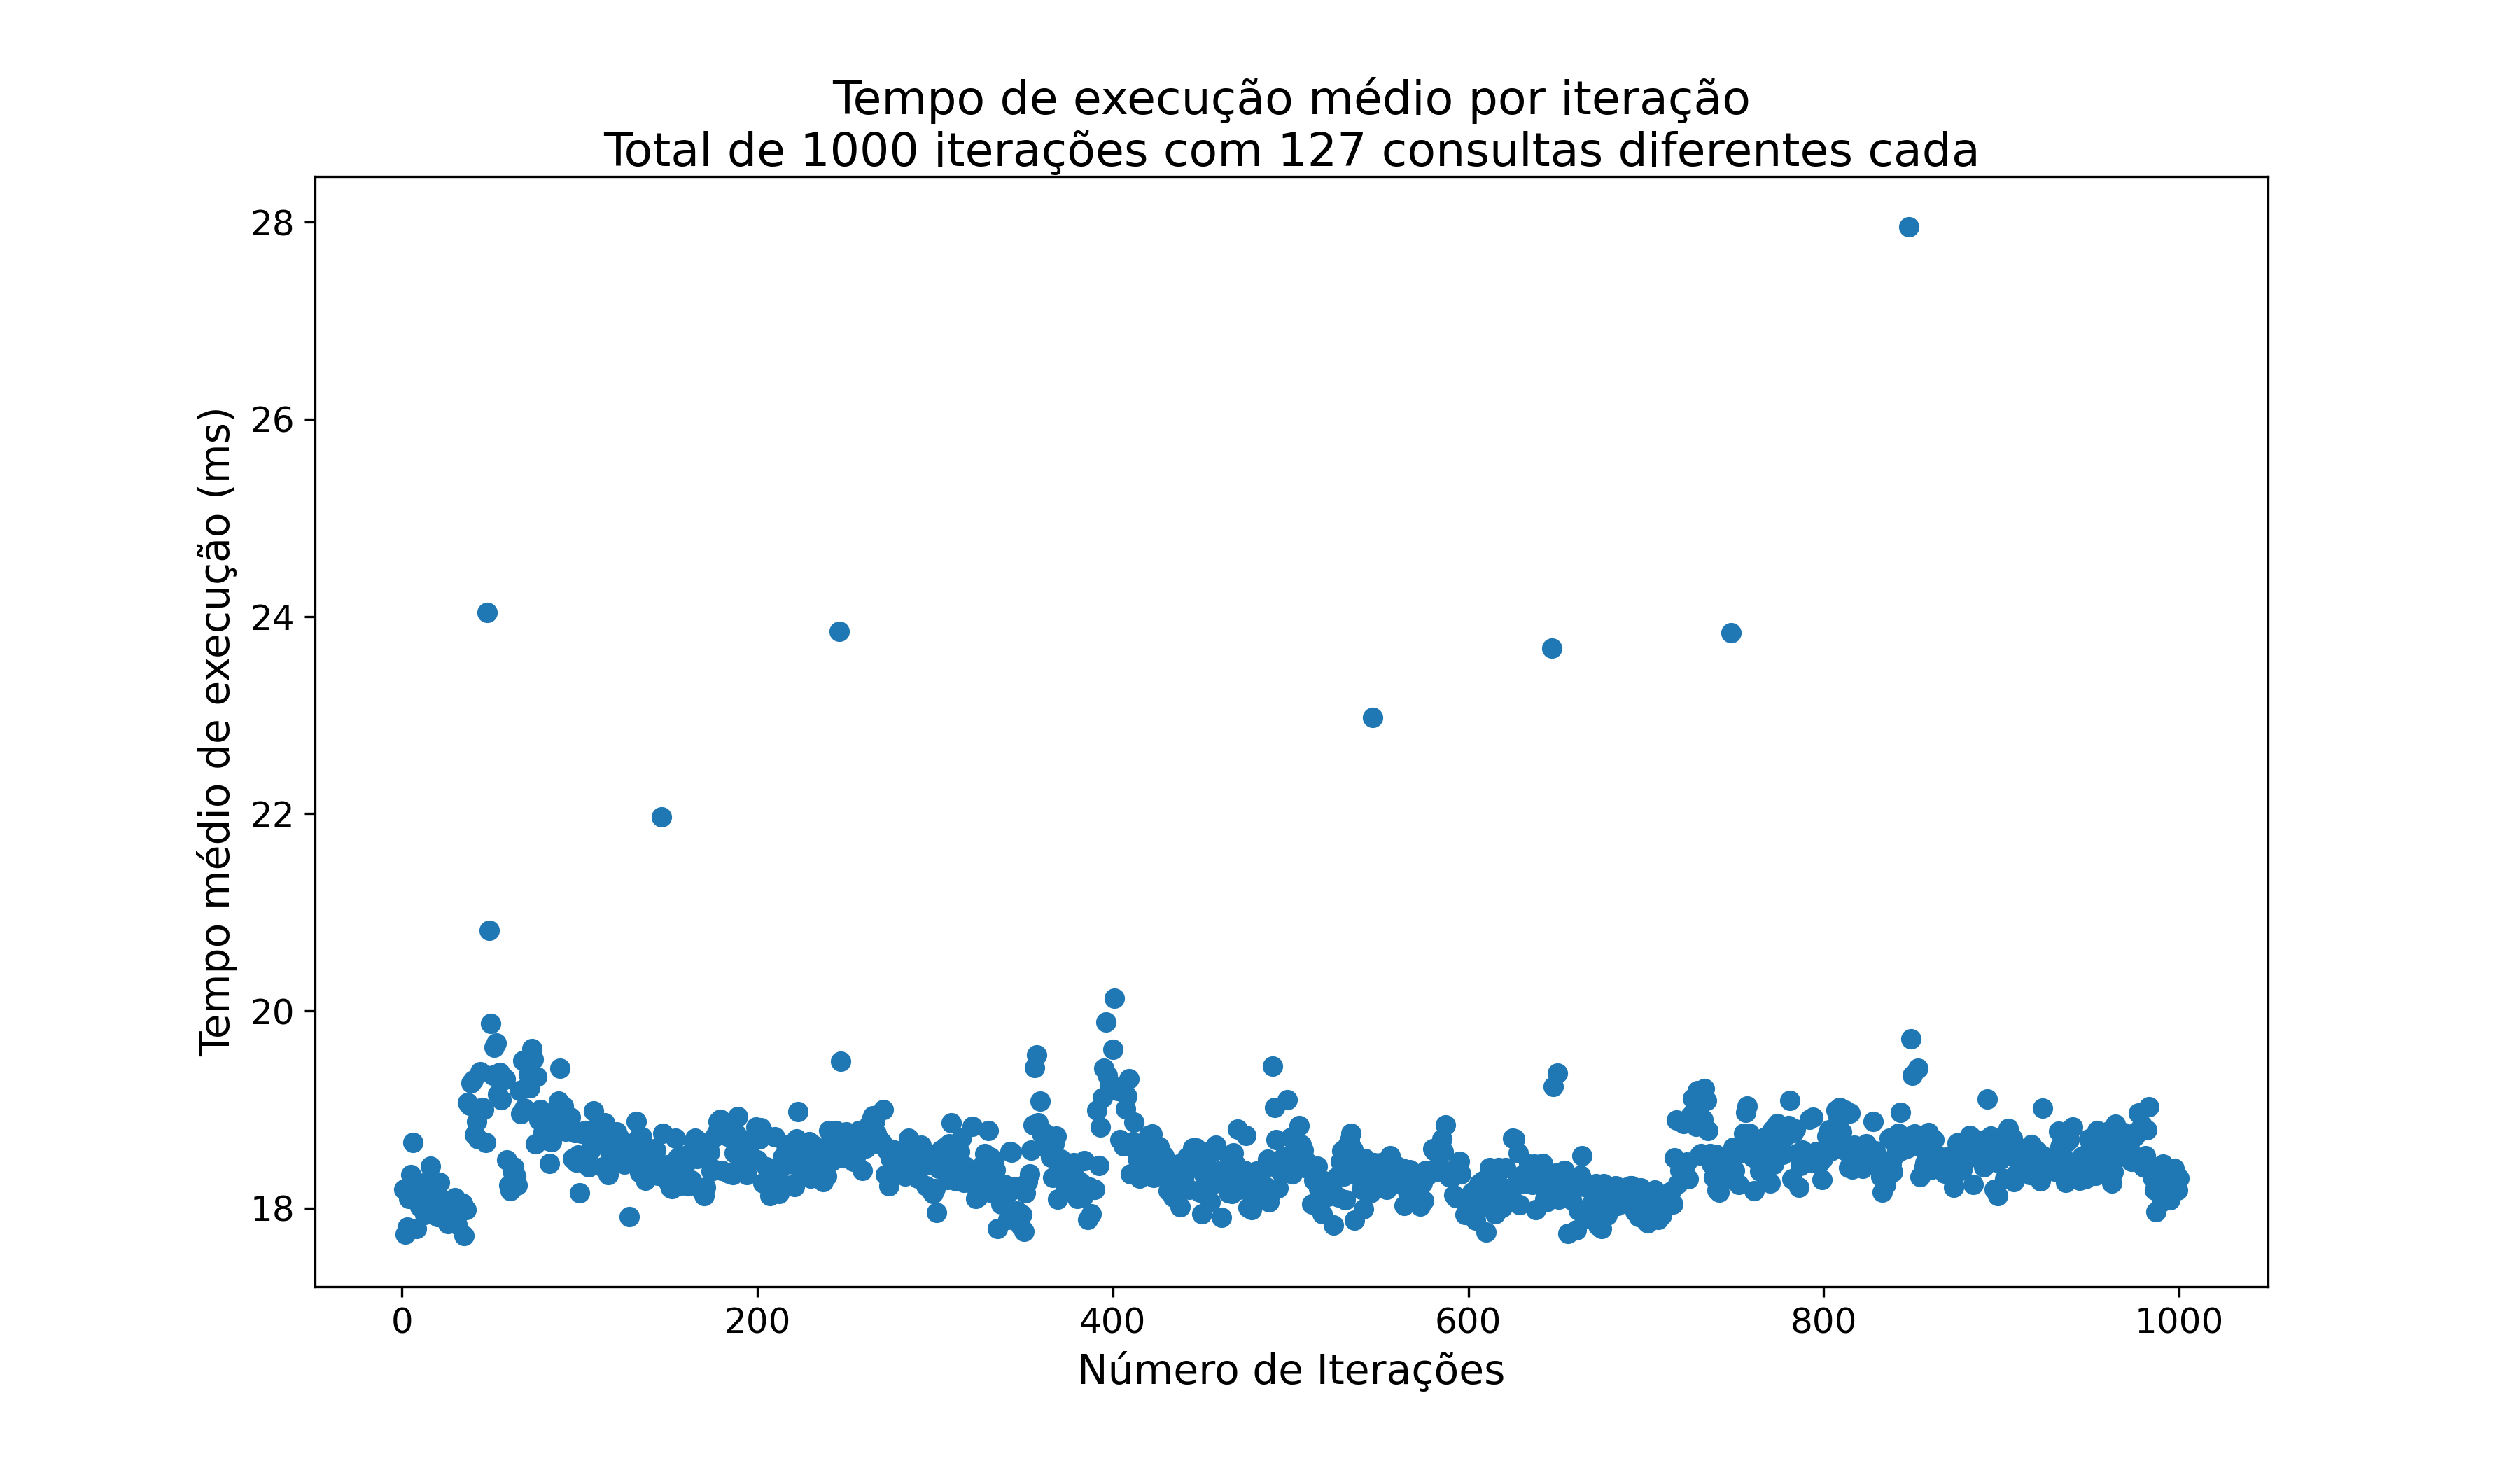 Tempo de execução médio por iteração
Total de 1000 iterações com 127 consultas diferentes cada
Tempo médio de execução (ms)
28
26
24
22
20
18
0 200 400 600 800 1000
Número de Iterações